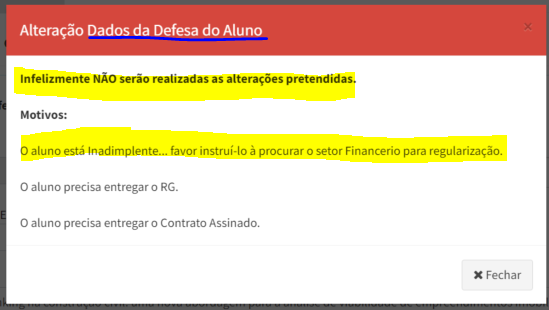 Alteração Dados da Defesa do Aluno
×
Infelizmente NÃO serão realizadas as alterações pretendidas.
Motivos:
O aluno está Inadimplente... favor instruí-lo à procurar o setor Financerio para regularização.
O aluno precisa entregar o RG.
O aluno precisa entregar o Contrato Assinado.
✖ Fechar